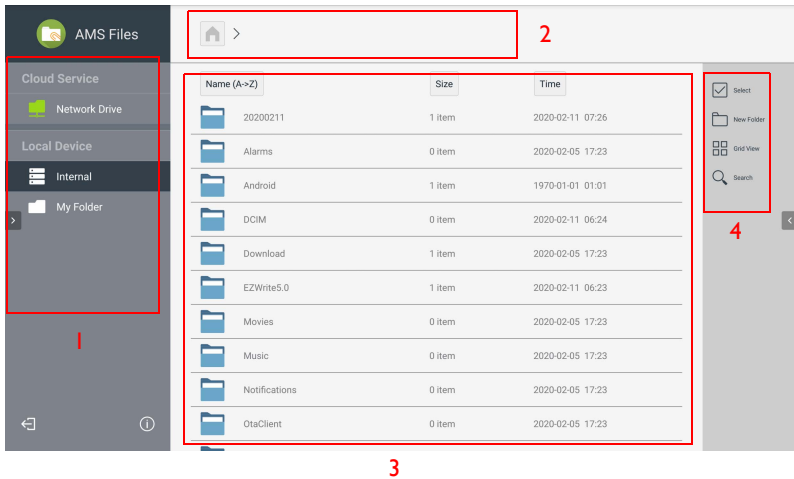 AMS Files
2
Cloud Service
Network Drive
Local Device
Internal
My Folder
1
Name (A->Z) Size Time
20200211 1 item 2020-02-11 07:26
Alarms 0 item 2020-02-05 17:23
Android 1 item 1970-01-01 01:01
DCIM 0 item 2020-02-11 06:24
Download 1 item 2020-02-05 17:23
EZWrite5.0 1 item 2020-02-11 06:23
Movies 0 item 2020-02-05 17:23
Music 0 item 2020-02-05 17:23
Notifications 0 item 2020-02-05 17:23
OtaClient 0 item 2020-02-05 17:23
3
Select
New Folder
Grid View
Search
4